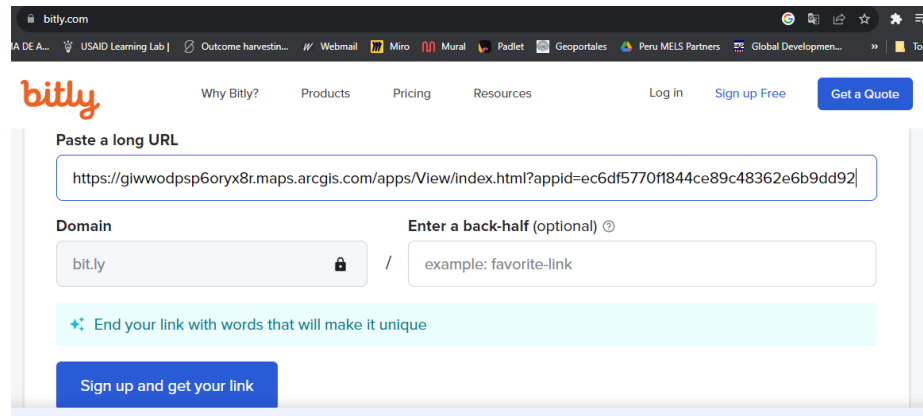 bitly.com
IA DE A... USAID Learning Lab | Outcome harvestin... Webmail Miro Mural Padlet Geoportales Peru MELS Partners Global Developmen... » To
bitly Why Bitly? Products Pricing Resources Log in Sign up Free Get a Quote
Paste a long URL
https://giwwodpsp6oryx8r.maps.arcgis.com/apps/View/index.html?appid=ec6df5770f1844ce89c48362e6b9dd92
Domain Enter a back-half (optional)
bit.ly / example: favorite-link
End your link with words that will make it unique
Sign up and get your link